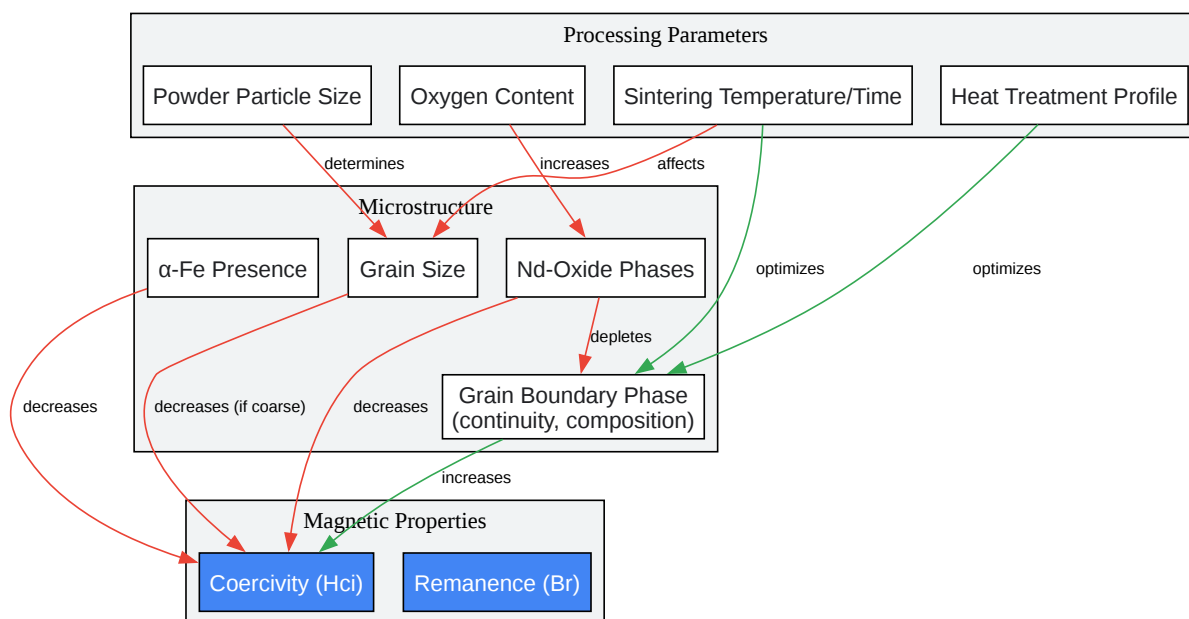 Processing Parameters
Powder Particle Size
Oxygen Content
Sintering Temperature/Time
Heat Treatment Profile
determines
increases
affects
Microstructure
α-Fe Presence
Grain Size
Nd-Oxide Phases
optimizes
optimizes
depletes
Grain Boundary Phase
(continuity, composition)
decreases
decreases (if coarse)
decreases
increases
Magnetic Properties
Coercivity (Hci)
Remanence (Br)